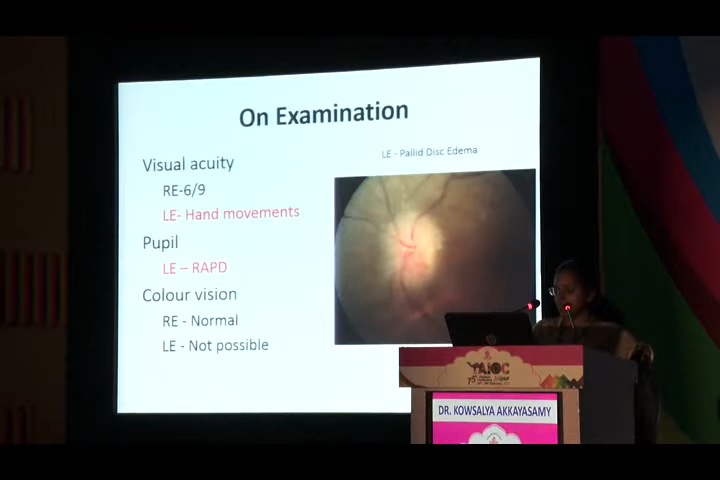 On Examination
Visual acuity
RE-6/9
LE- Hand movements
Pupil
LE – RAPD
Colour vision
RE - Normal
LE - Not possible
LE - Pallid Disc Edema
AIOC
DR. KOWSALYA AKKAYASAMY